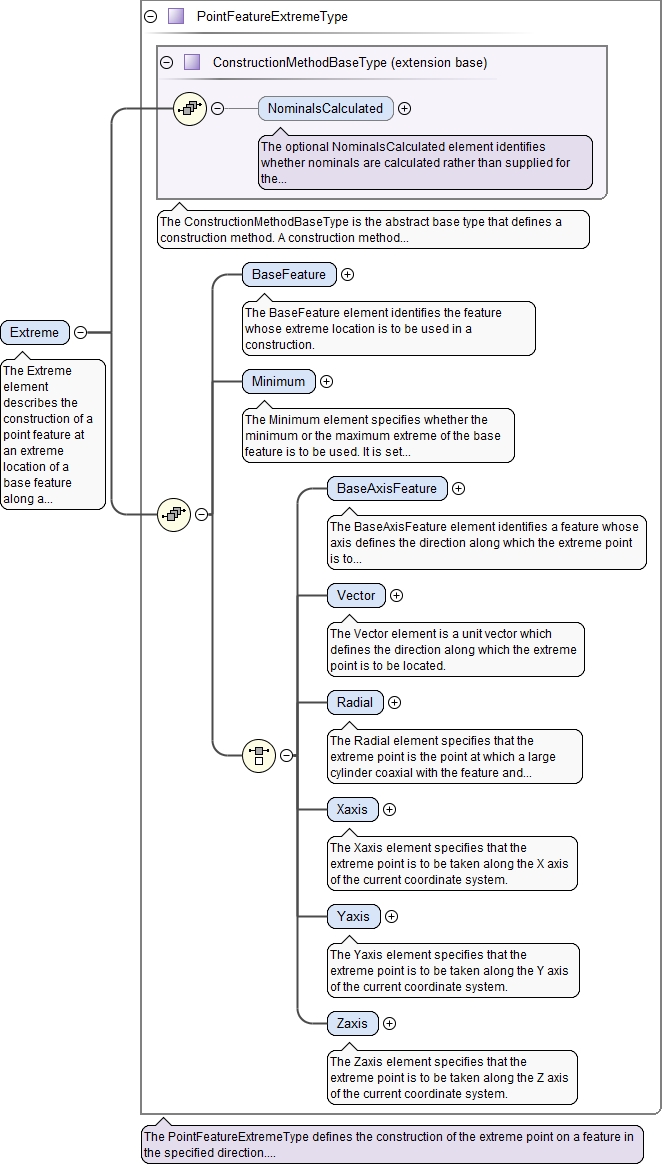 PointFeatureExtremeType
ConstructionMethodBaseType (extension base)
NominalsCalculated
The optional NominalsCalculated element identifies
whether nominals are calculated rather than supplied for
the...
The ConstructionMethodBaseType is the abstract base type that defines a
construction method. A construction method...
BaseFeature
The BaseFeature element identifies the feature
whose extreme location is to be used in a
construction.
Extreme
The Extreme
element
describes the
construction of a
point feature at
an extreme
location of a
base feature
along a...
Minimum
The Minimum element specifies whether the
minimum or the maximum extreme of the base
feature is to be used. It is set...
BaseAxisFeature
The BaseAxisFeature element identifies a feature whose
axis defines the direction along which the extreme point
is to...
Vector
The Vector element is a unit vector which
defines the direction along which the extreme
point is to be located.
Radial
The Radial element specifies that the
extreme point is the point at which a large
cylinder coaxial with the feature and...
Xaxis
The Xaxis element specifies that the
extreme point is to be taken along the X axis
of the current coordinate system.
Yaxis
The Yaxis element specifies that the
extreme point is to be taken along the Y axis
of the current coordinate system.
Zaxis
The Zaxis element specifies that the
extreme point is to be taken along the Z axis
of the current coordinate system.
The PointFeatureExtremeType defines the construction of the extreme point on a feature in
the specified direction....